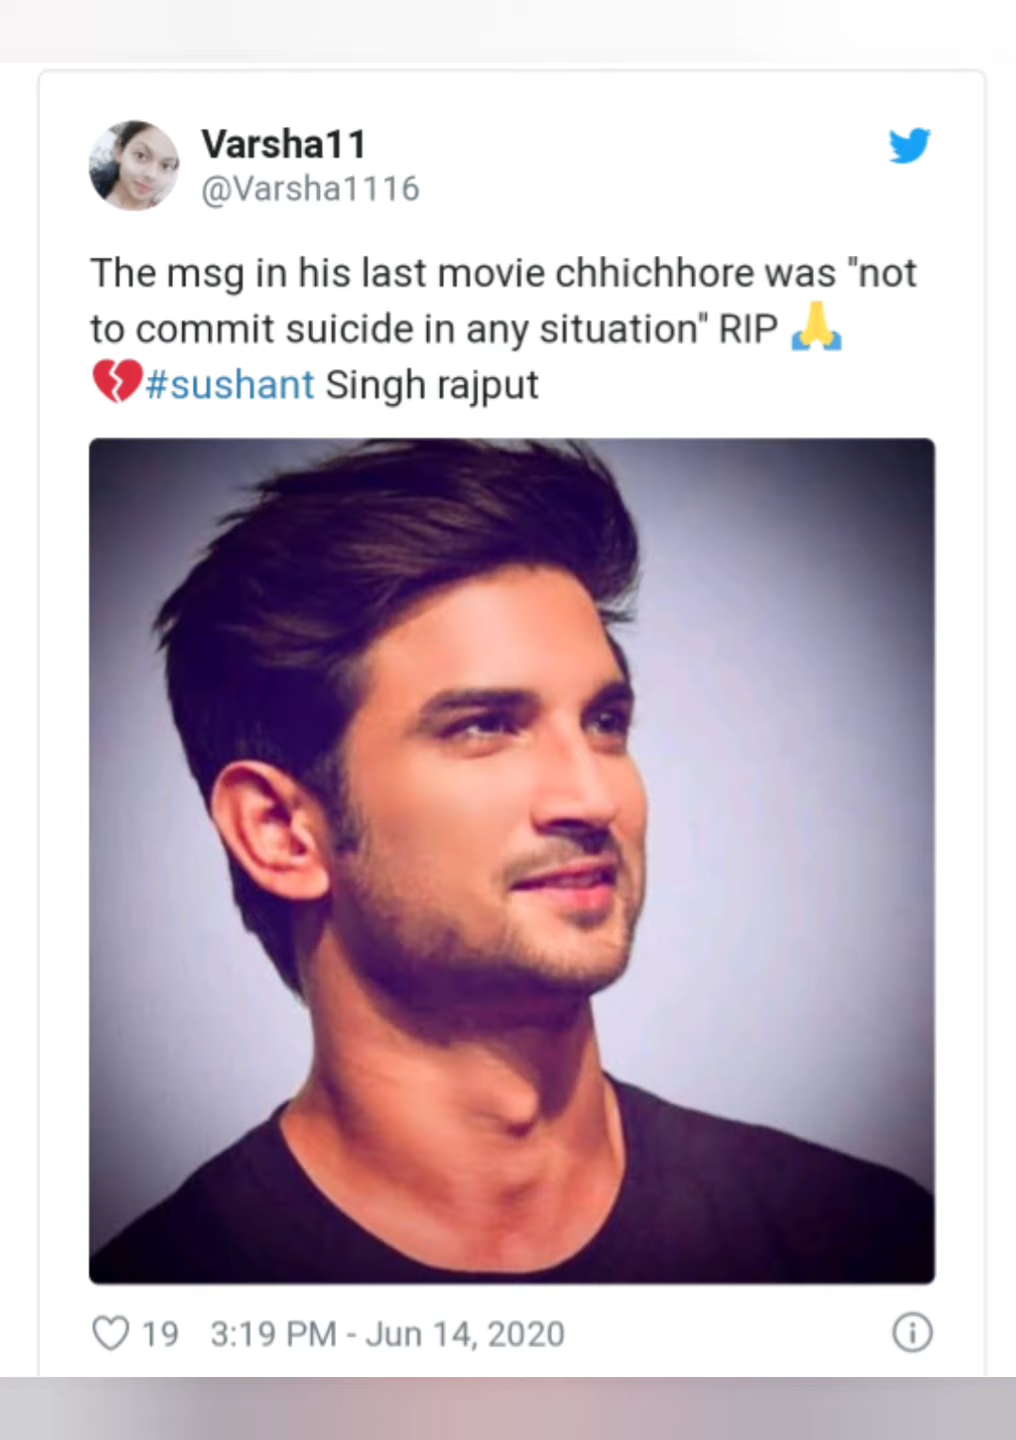 Varsha11
@Varsha1116
The msg in his last movie chhichhore was "not
to commit suicide in any situation" RIP 🙏
💔#sushant Singh rajput
19 3:19 PM - Jun 14, 2020